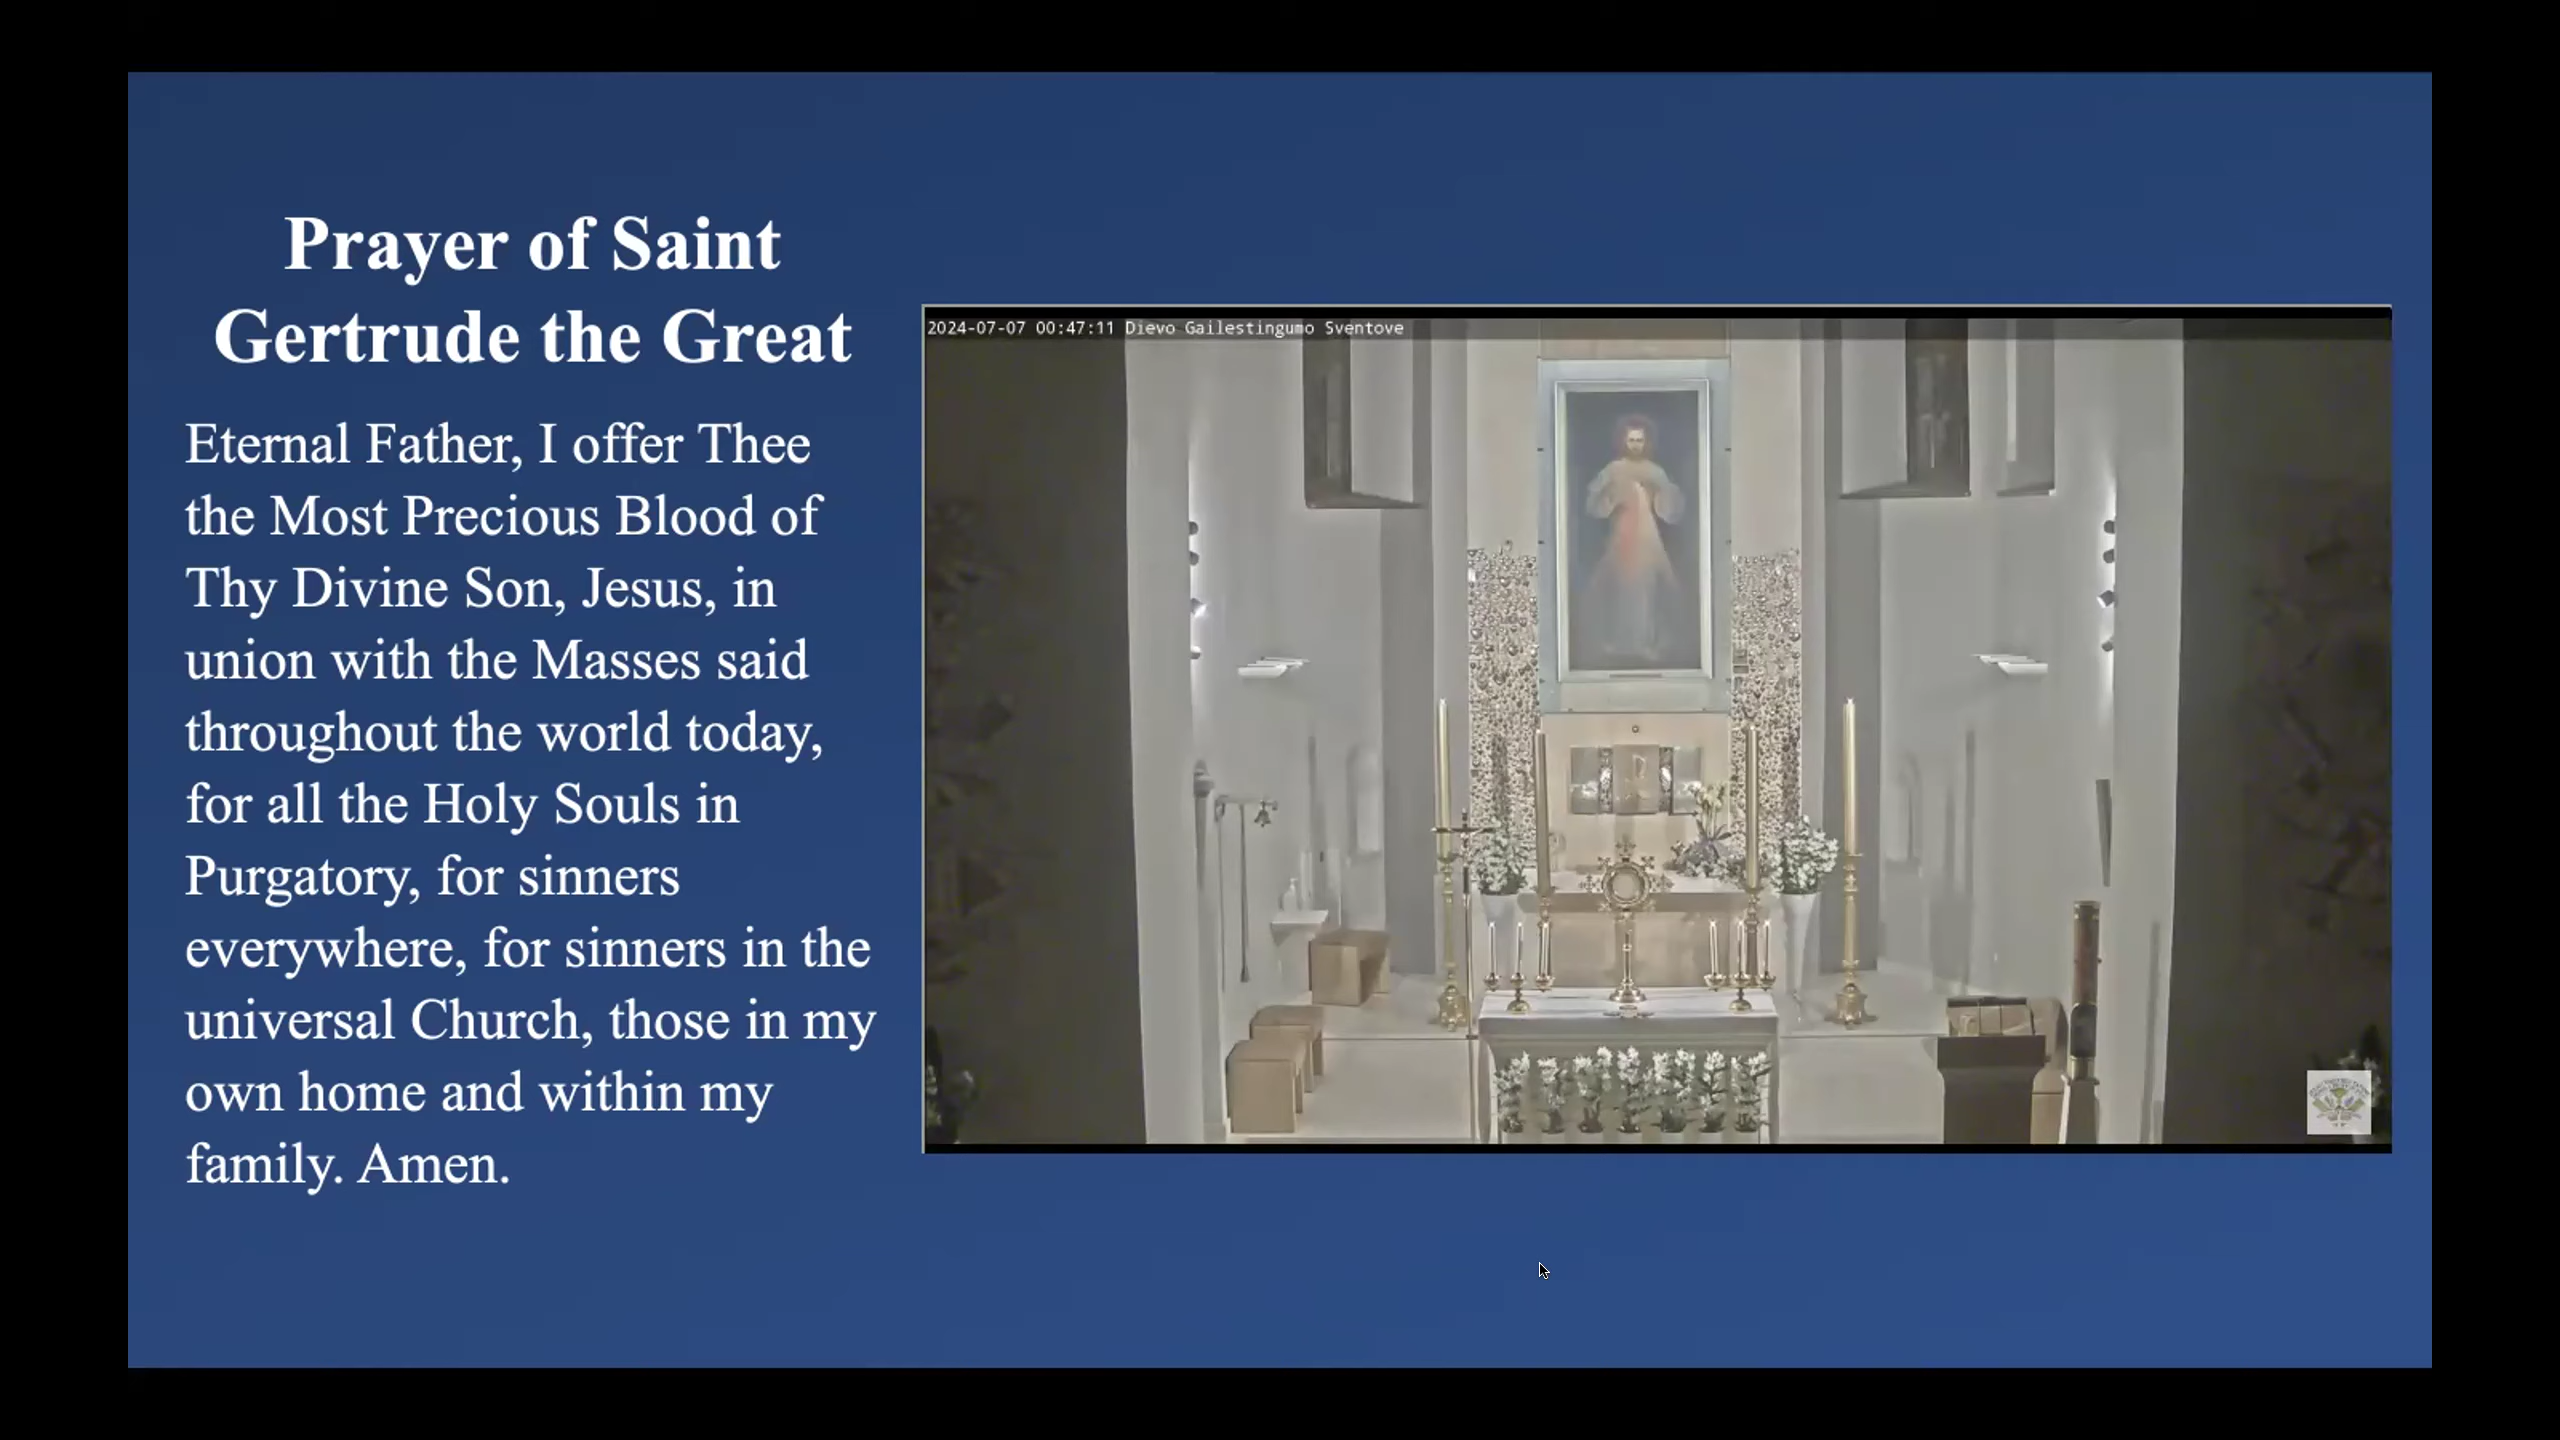 Prayer of Saint
Gertrude the Great
Eternal Father, I offer Thee
the Most Precious Blood of
Thy Divine Son, Jesus, in
union with the Masses said
throughout the world today,
for all the Holy Souls in
Purgatory, for sinners
everywhere, for sinners in the
universal Church, those in my
own home and within my
family. Amen.
2024-07-07 00:47:11 Dievo Gailestingumo Sventove